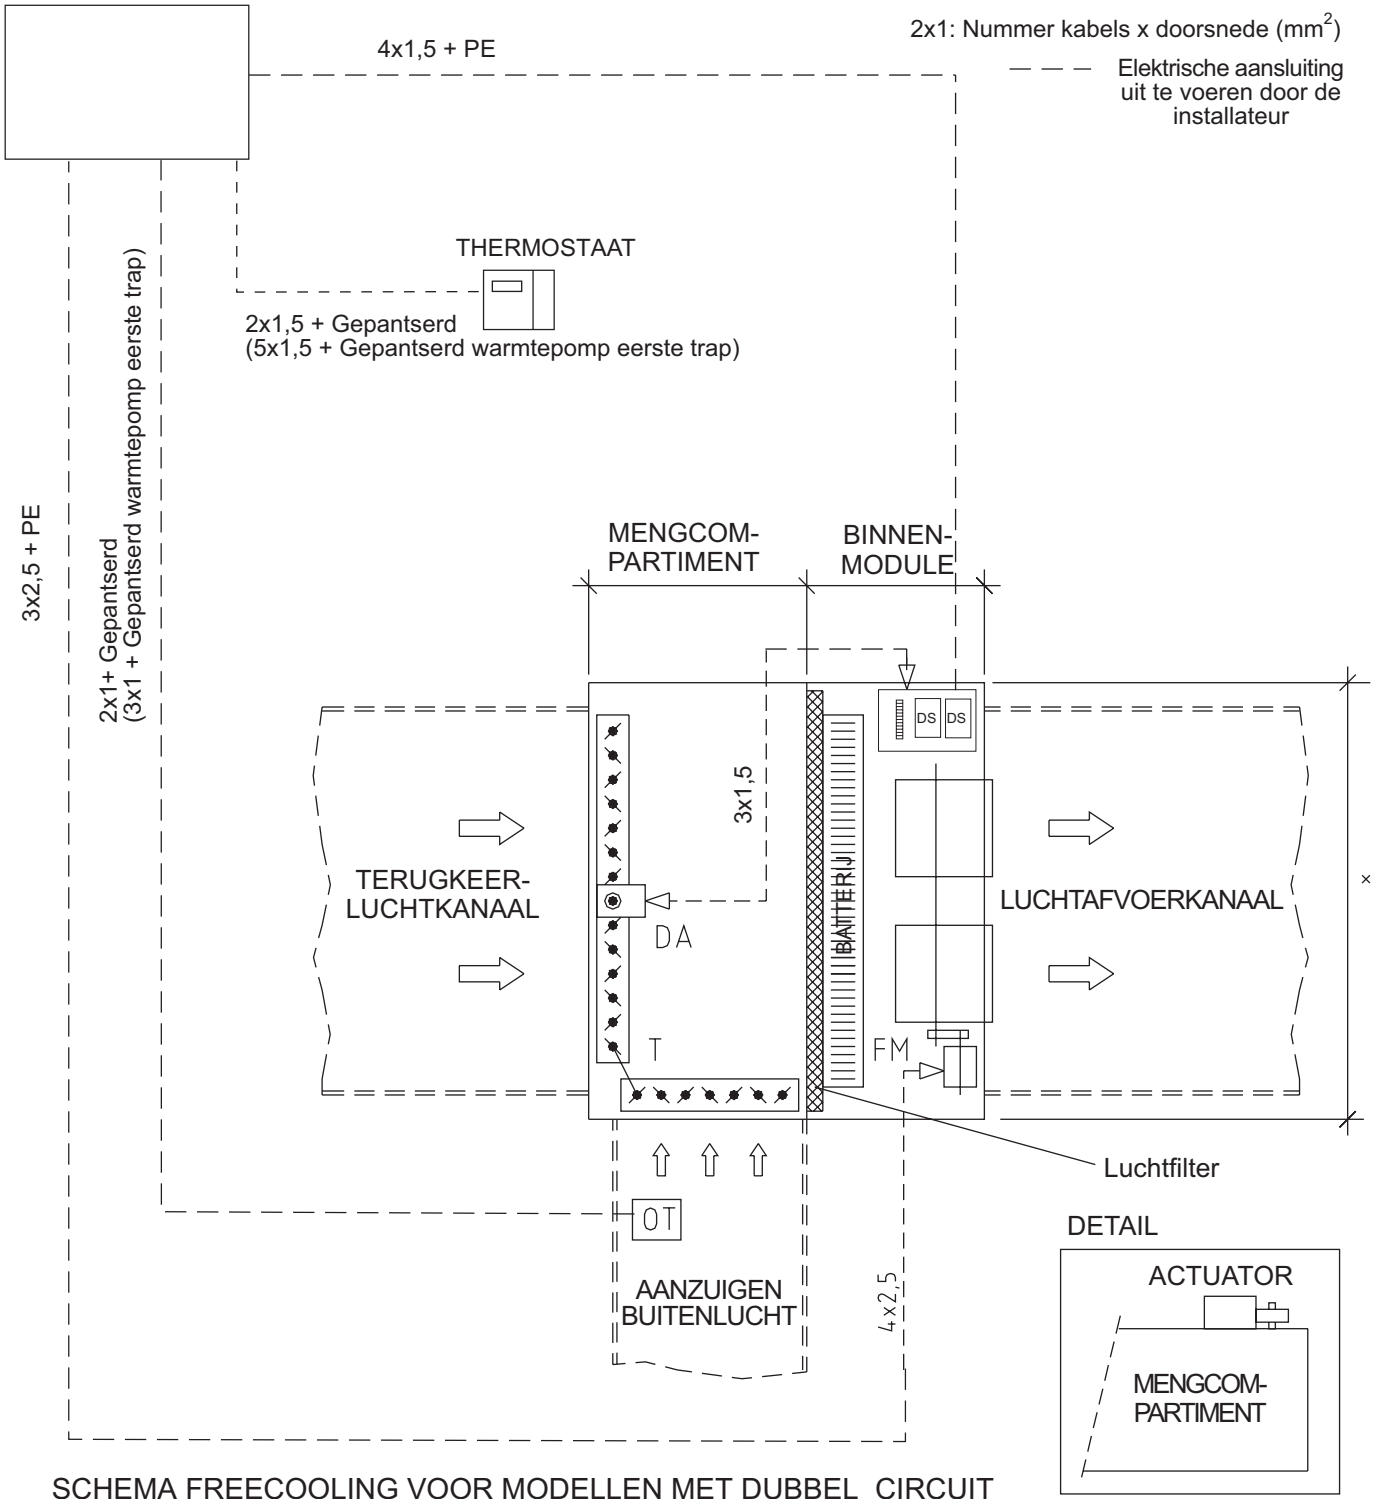 4x1,5 + PE
2x1: Nummer kabels x doorsnede (mm²)
Elektrische aansluiting
uit te voeren door de
installateur
THERMOSTAAT
2x1,5 + Gepantserd
(5x1,5 + Gepantserd warmtepomp eerste trap)
3x2,5 + PE
2x1+ Gepantserd
(3x1 + Gepantserd warmtepomp eerste trap)
MENGCOM-
PARTIMENT
BINNEN-
MODULE
DS DS
3x1,5
TERUGKEER-
LUCHTKANAAL
DA
BATTERIJ
LUCHTAFVOERKANAAL
x
T
FM
Luchtfilter
OT
AANZUIGEN
BUITENLUCHT
4x2,5
DETAIL
ACTUATOR
MENGCOM-
PARTIMENT
SCHEMA FREECOOLING VOOR MODELLEN MET DUBBEL CIRCUIT